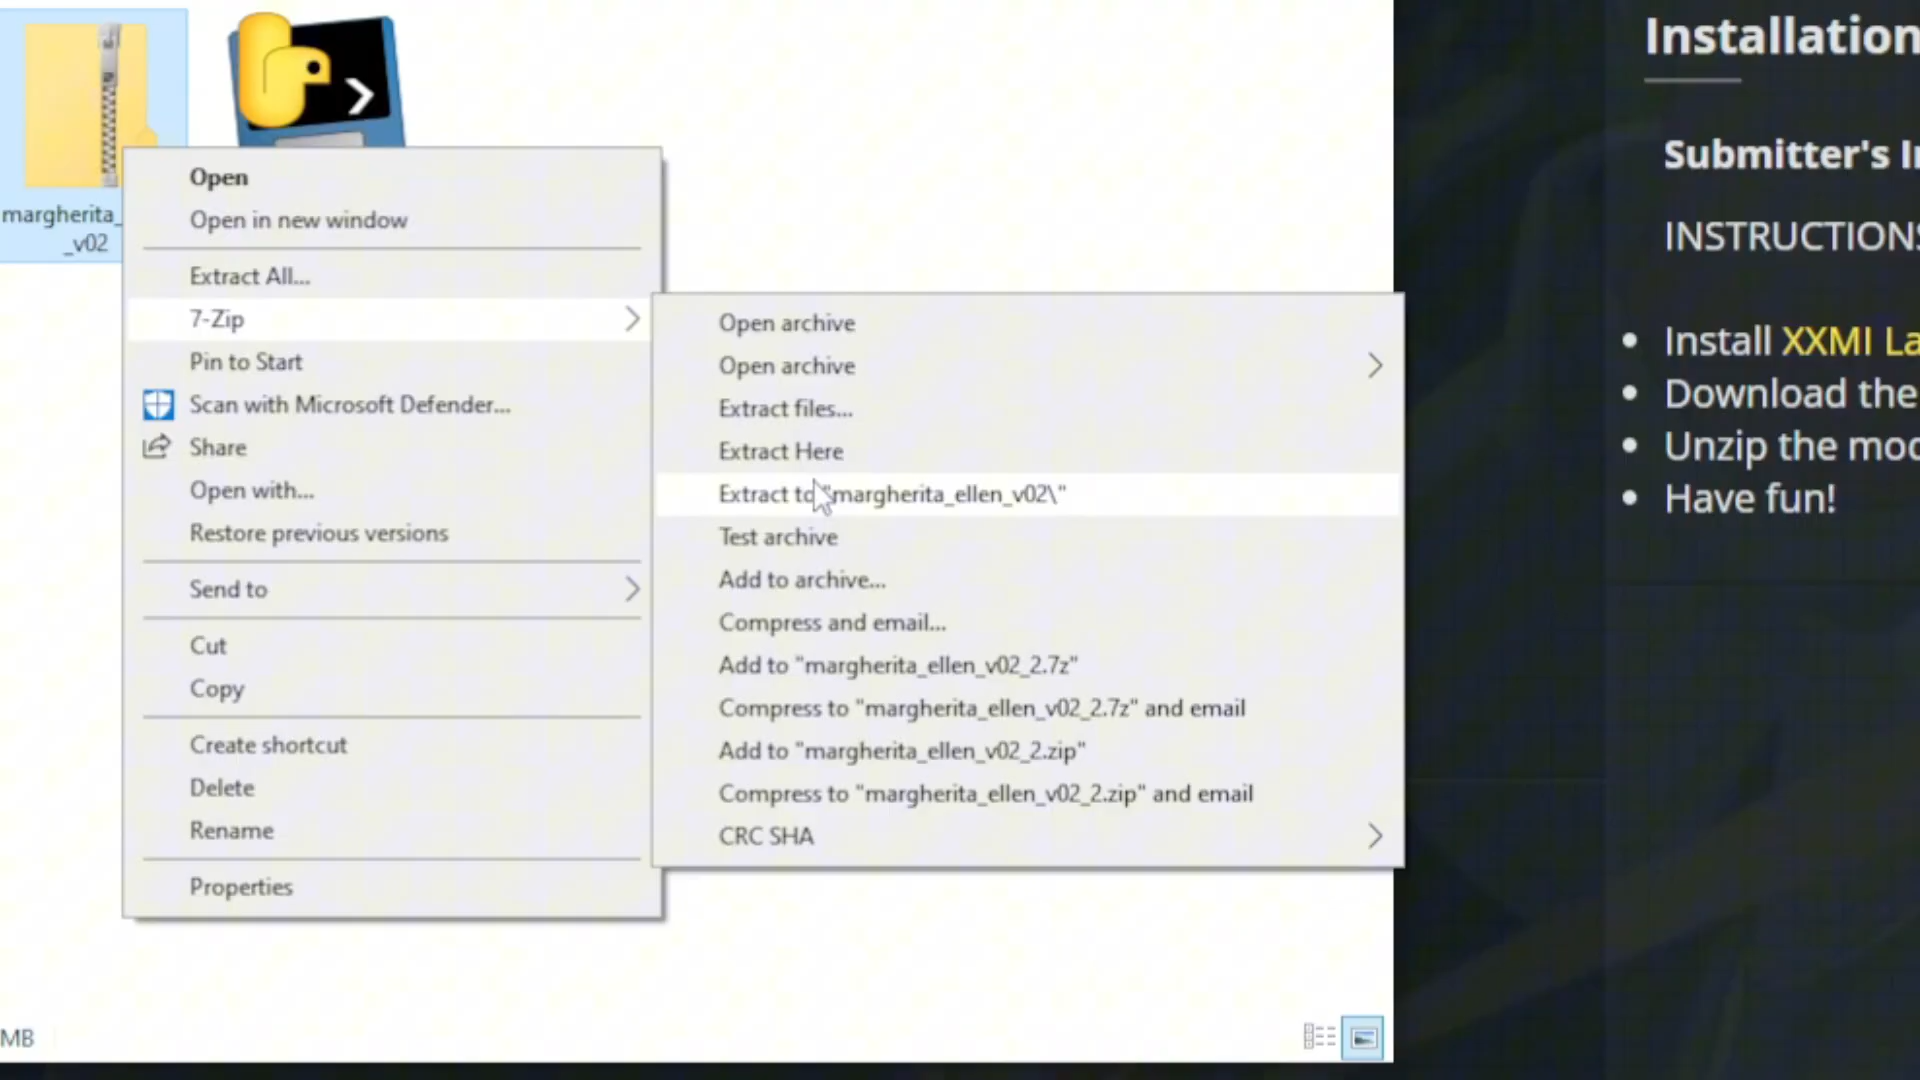 margherita_
_v02
Open
Open in new window
Extract All...
7-Zip
Pin to Start
Scan with Microsoft Defender...
Share
Open with...
Restore previous versions
Send to
Cut
Copy
Create shortcut
Delete
Rename
Properties
Open archive
Open archive
Extract files...
Extract Here
Extract to "margherita_ellen_v02\"
Test archive
Add to archive...
Compress and email...
Add to "margherita_ellen_v02_2.7z"
Compress to "margherita_ellen_v02_2.7z" and email
Add to "margherita_ellen_v02_2.zip"
Compress to "margherita_ellen_v02_2.zip" and email
CRC SHA
MB
Installation
Submitter's
INSTRUCTIONS
Install XXMI La
Download the
Unzip the mod
Have fun!